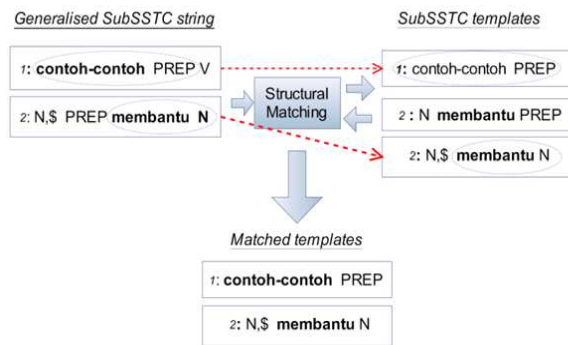 Generalised SubSSTC string
SubSSTC templates
1: contoh-contoh PREP V
1: contoh-contoh PREP
Structural
Matching
2: N,$ PREP membantu N
2 : N membantu PREP
2: N,$ membantu N
Matched templates
1: contoh-contoh PREP
2: N,$ membantu N